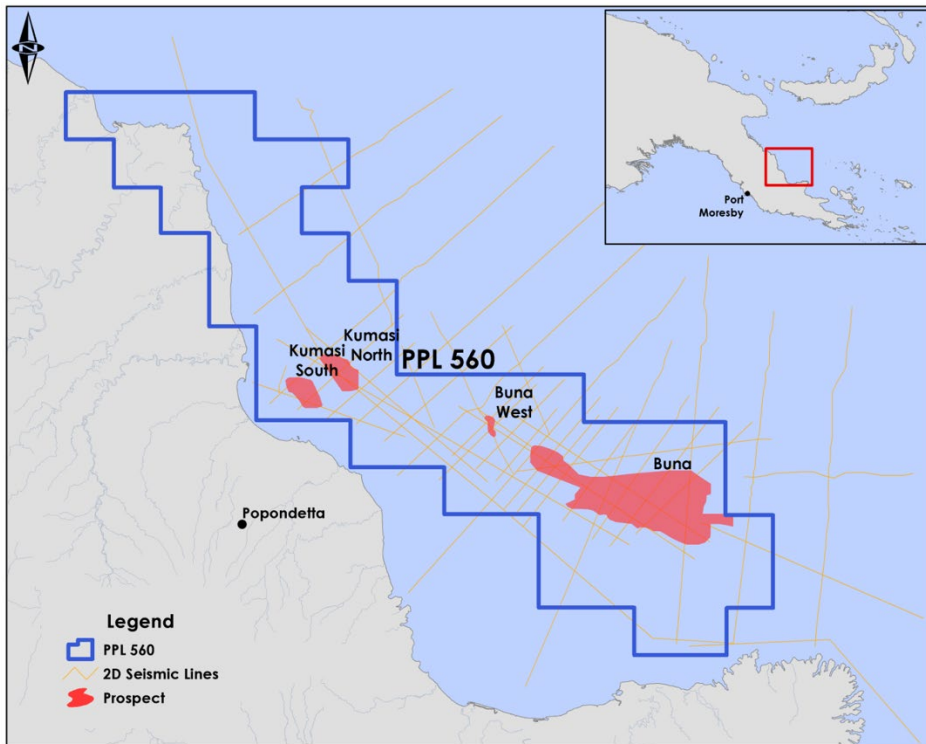 N
Port
Moresby
Kumasi
North
Kumasi
South
PPL 560
Buna
West
Buna
Popondetta
Legend
PPL 560
2D Seismic Lines
Prospect